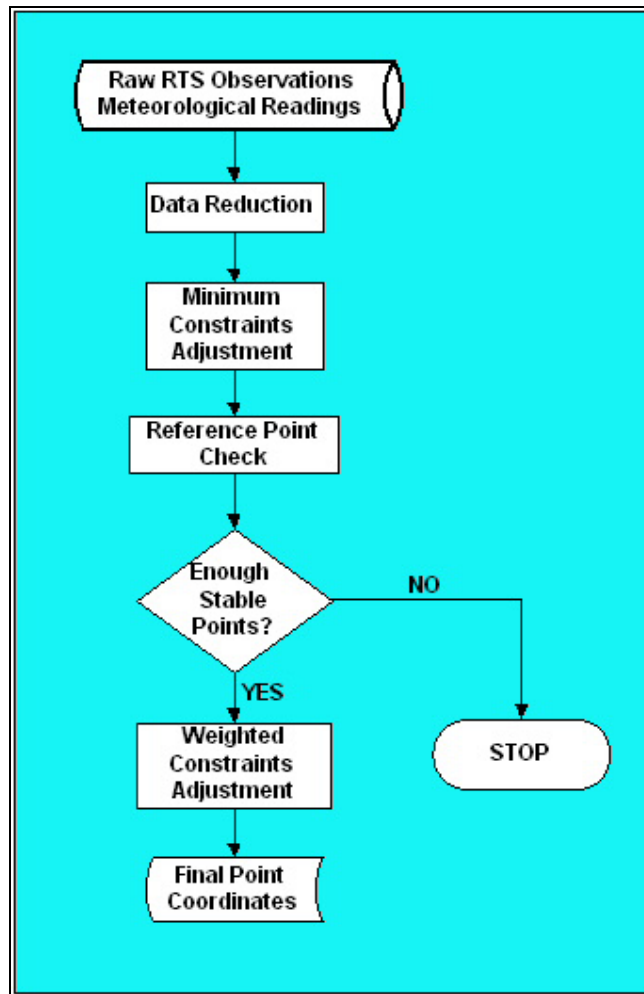 Raw RTS Observations
Meteorological Readings
Data Reduction
Minimum
Constraints
Adjustment
Reference Point
Check
Enough
Stable
Points?
NO
YES
Weighted
Constraints
Adjustment
STOP
Final Point
Coordinates